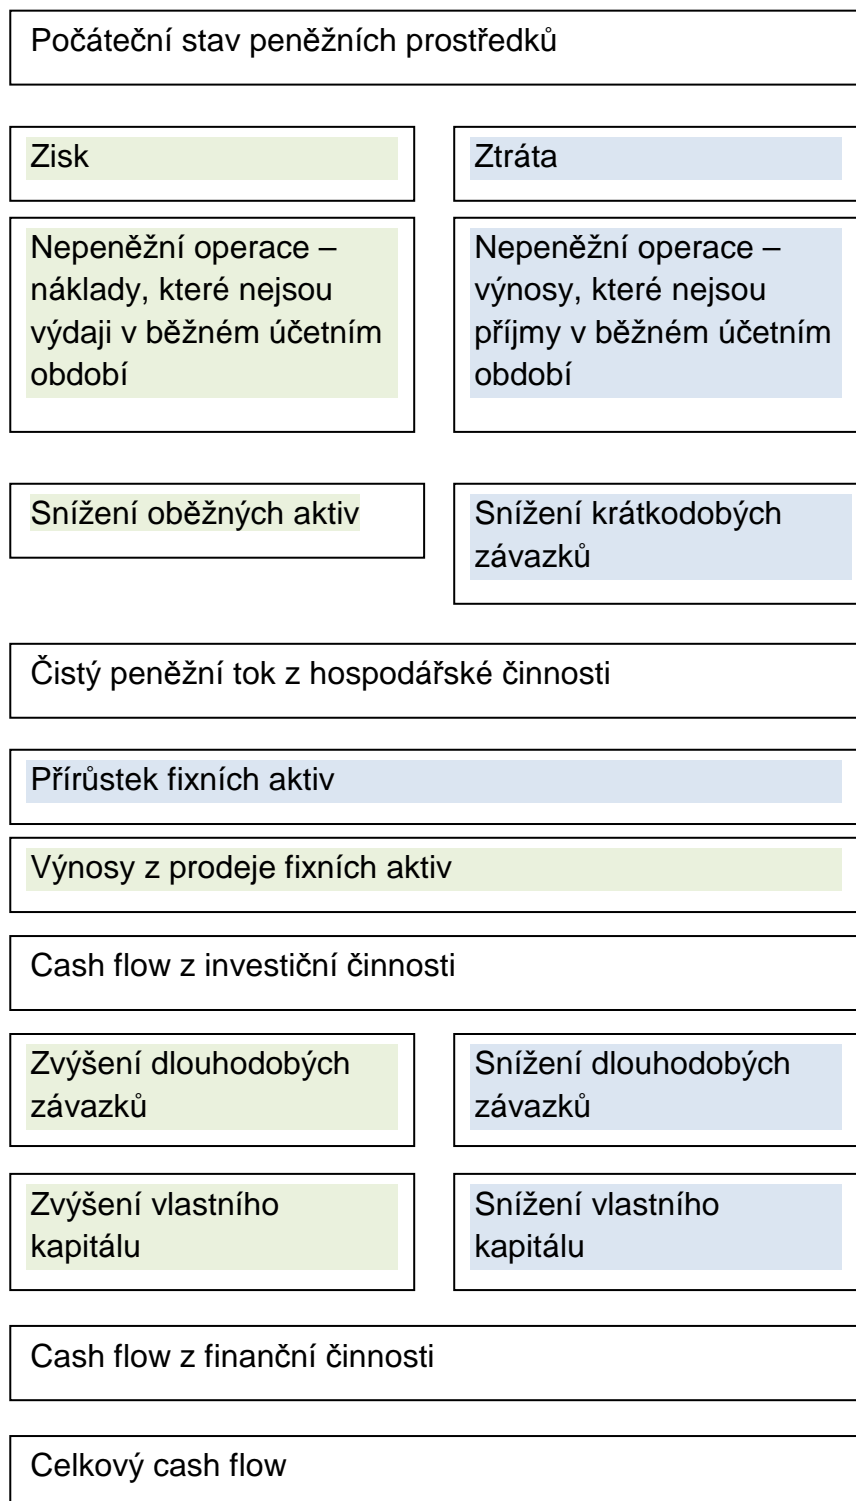 Počáteční stav peněžních prostředků
Zisk
Ztráta
Nepeněžní operace –
náklady, které nejsou
výdaji v běžném účetním
období
Nepeněžní operace –
výnosy, které nejsou
příjmy v běžném účetním
období
Snížení oběžných aktiv
Snížení krátkodobých
závazků
Čistý peněžní tok z hospodářské činnosti
Přírůstek fixních aktiv
Výnosy z prodeje fixních aktiv
Cash flow z investiční činnosti
Zvýšení dlouhodobých
závazků
Snížení dlouhodobých
závazků
Zvýšení vlastního
kapitálu
Snížení vlastního
kapitálu
Cash flow z finanční činnosti
Celkový cash flow